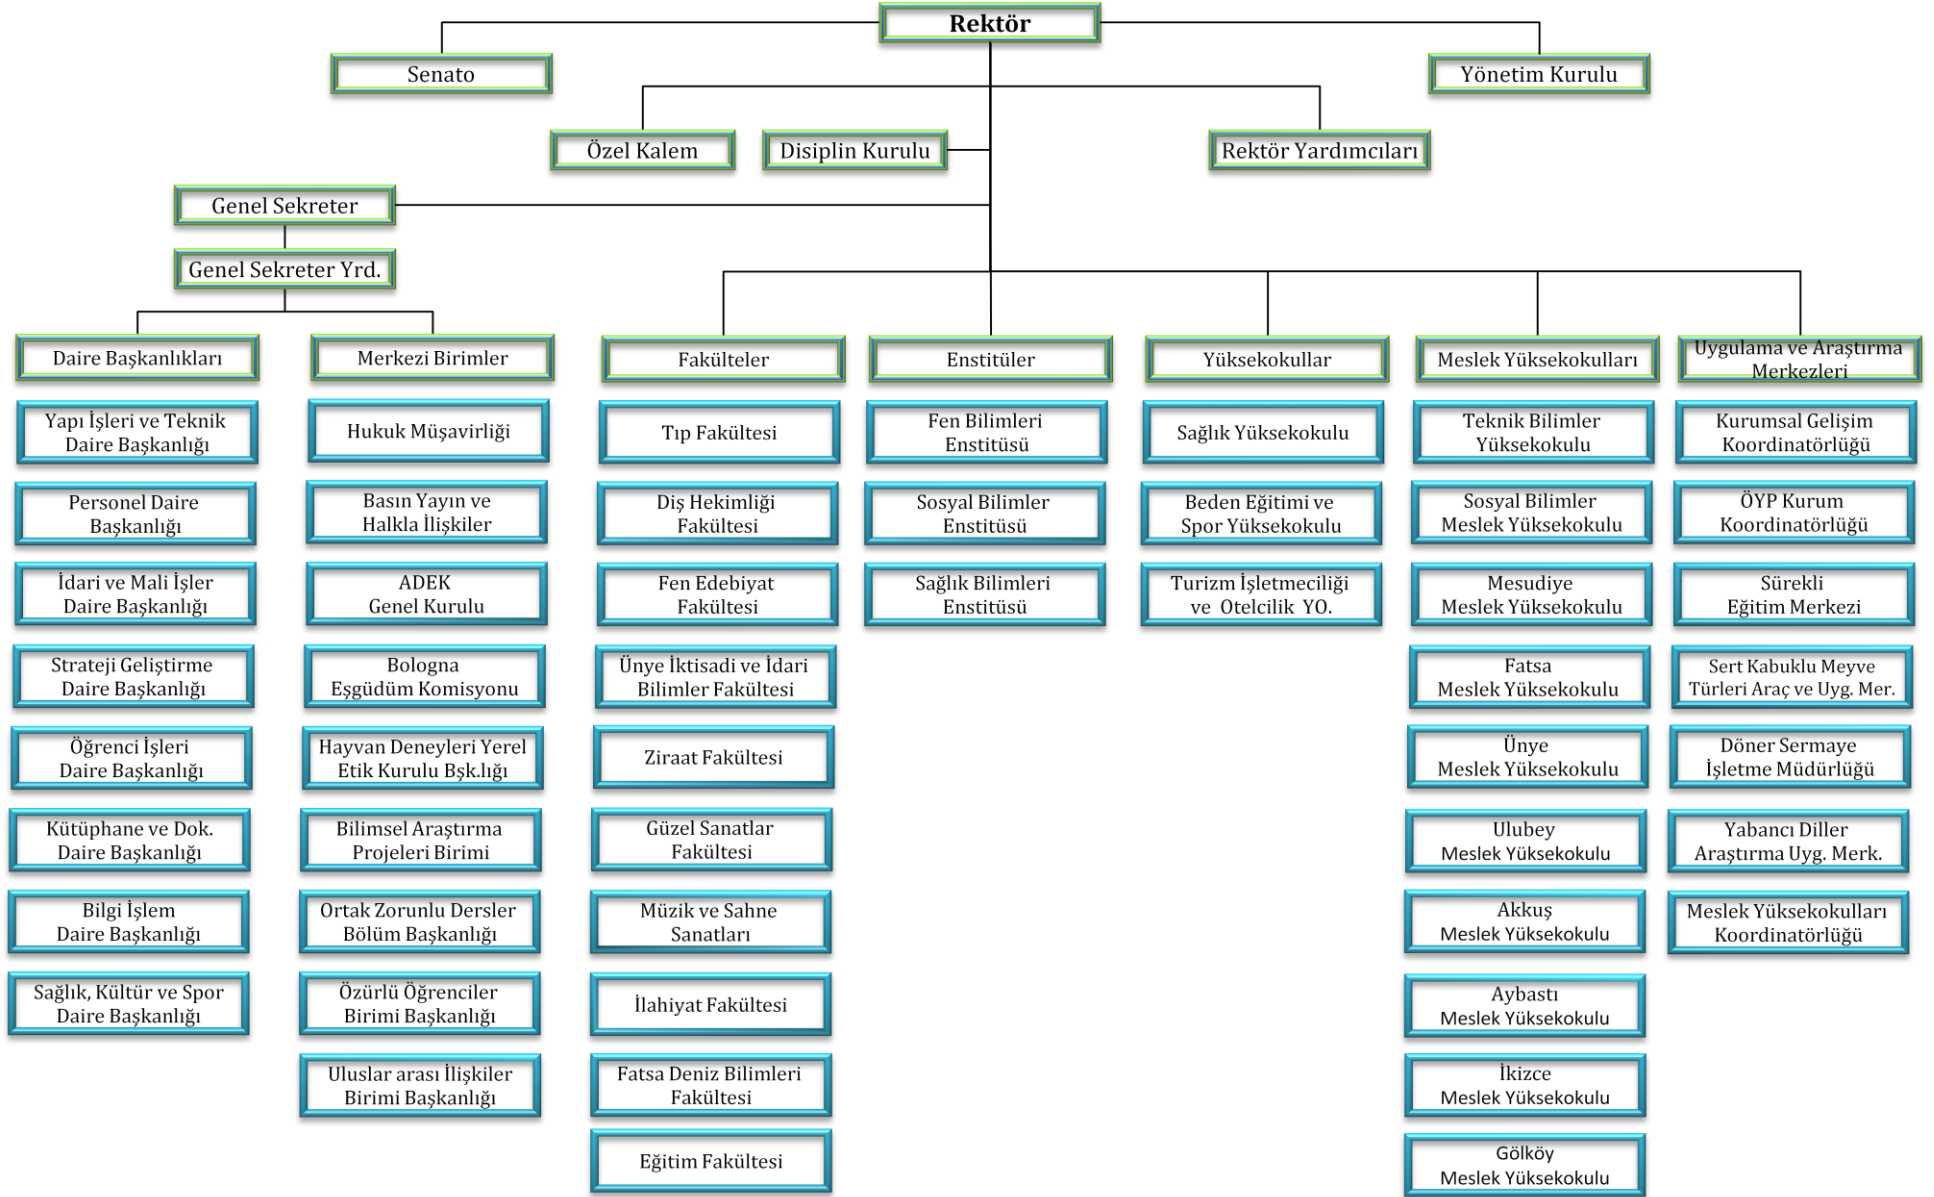 Rektör
Senato
Yönetim Kurulu
Özel Kalem
Disiplin Kurulu
Rektör Yardımcıları
Genel Sekreter
Genel Sekreter Yrd.
Daire Başkanlıkları
Yapı İşleri ve Teknik
Daire Başkanlığı
Personel Daire
Başkanlığı
İdari ve Mali İşler
Daire Başkanlığı
Strateji Geliştirme
Daire Başkanlığı
Öğrenci İşleri
Daire Başkanlığı
Kütüphane ve Dok.
Daire Başkanlığı
Bilgi İşlem
Daire Başkanlığı
Sağlık, Kültür ve Spor
Daire Başkanlığı
Merkezi Birimler
Hukuk Müşavirliği
Basın Yayın ve
Halkla İlişkiler
ADEK
Genel Kurulu
Bologna
Eşgüdüm Komisyonu
Hayvan Deneyleri Yerel
Etik Kurulu Bşk.lığı
Bilimsel Araştırma
Projeleri Birimi
Ortak Zorunlu Dersler
Bölüm Başkanlığı
Özürlü Öğrenciler
Birimi Başkanlığı
Uluslar arası İlişkiler
Birimi Başkanlığı
Fakülteler
Tıp Fakültesi
Diş Hekimliği
Fakültesi
Fen Edebiyat
Fakültesi
Ünye İktisadi ve İdari
Bilimler Fakültesi
Ziraat Fakültesi
Güzel Sanatlar
Fakültesi
Müzik ve Sahne
Sanatları
İlahiyat Fakültesi
Fatsa Deniz Bilimleri
Fakültesi
Eğitim Fakültesi
Enstitüler
Fen Bilimleri
Enstitüsü
Sosyal Bilimler
Enstitüsü
Sağlık Bilimleri
Enstitüsü
Yüksekokullar
Sağlık Yüksekokulu
Beden Eğitimi ve
Spor Yüksekokulu
Turizm İşletmeciliği
ve Otelcilik YO.
Meslek Yüksekokulları
Teknik Bilimler
Yüksekokulu
Sosyal Bilimler
Meslek Yüksekokulu
Mesudiye
Meslek Yüksekokulu
Fatsa
Meslek Yüksekokulu
Ünye
Meslek Yüksekokulu
Ulubey
Meslek Yüksekokulu
Akkuş
Meslek Yüksekokulu
Aybastı
Meslek Yüksekokulu
İkizce
Meslek Yüksekokulu
Gölköy
Meslek Yüksekokulu
Uygulama ve Araştırma
Merkezleri
Kurumsal Gelişim
Koordinatörlüğü
ÖYP Kurum
Koordinatörlüğü
Sürekli
Eğitim Merkezi
Sert Kabuklu Meyve
Türleri Araç ve Uyg. Mer.
Döner Sermaye
İşletme Müdürlüğü
Yabancı Diller
Araştırma Uyg. Merk.
Meslek Yüksekokulları
Koordinatörlüğü